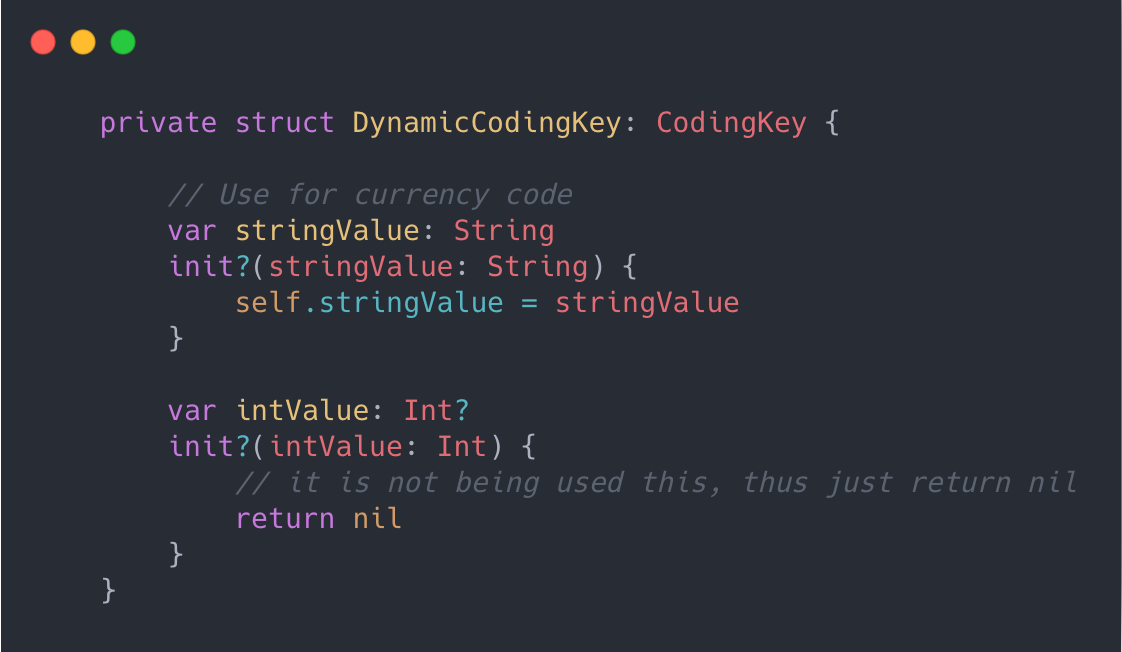 private struct DynamicCodingKey: CodingKey {
// Use for currency code
var stringValue: String
init?(stringValue: String) {
self.stringValue = stringValue
}
var intValue: Int?
init?(intValue: Int) {
// it is not being used this, thus just return nil
return nil
}
}